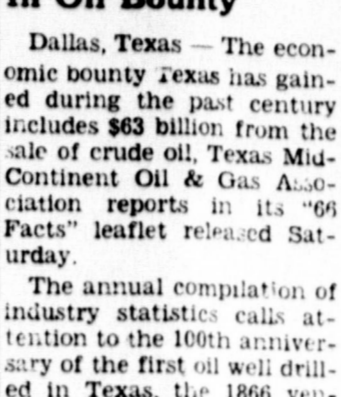 In Oil Bounty
Dallas, Texas — The econ-
omic bounty Texas has gain-
ed during the past century
includes $63 billion from the
sale of crude oil, Texas Mid-
Continent Oil & Gas Asso-
ciation reports in its "66
Facts" leaflet released Sat-
urday.
The annual compilation of
industry statistics calls at-
tention to the 100th anniver-
sary of the first oil well drill-
ed in Texas, the 1866 ven-